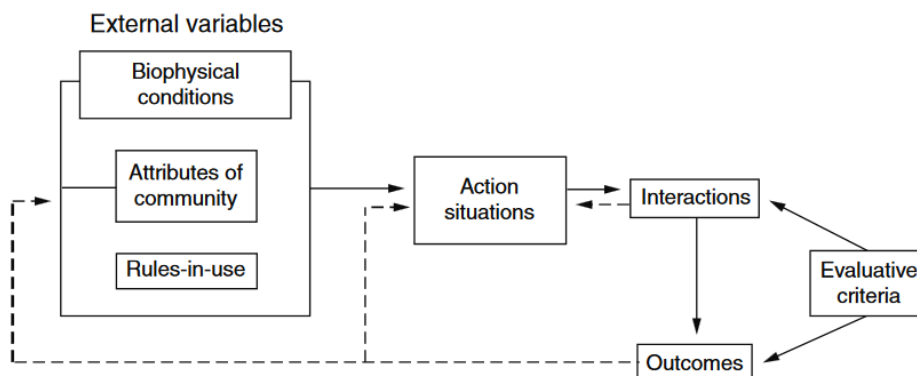 External variables
Biophysical
conditions
Attributes of
community
Rules-in-use
Action
situations
Interactions
Evaluative
criteria
Outcomes